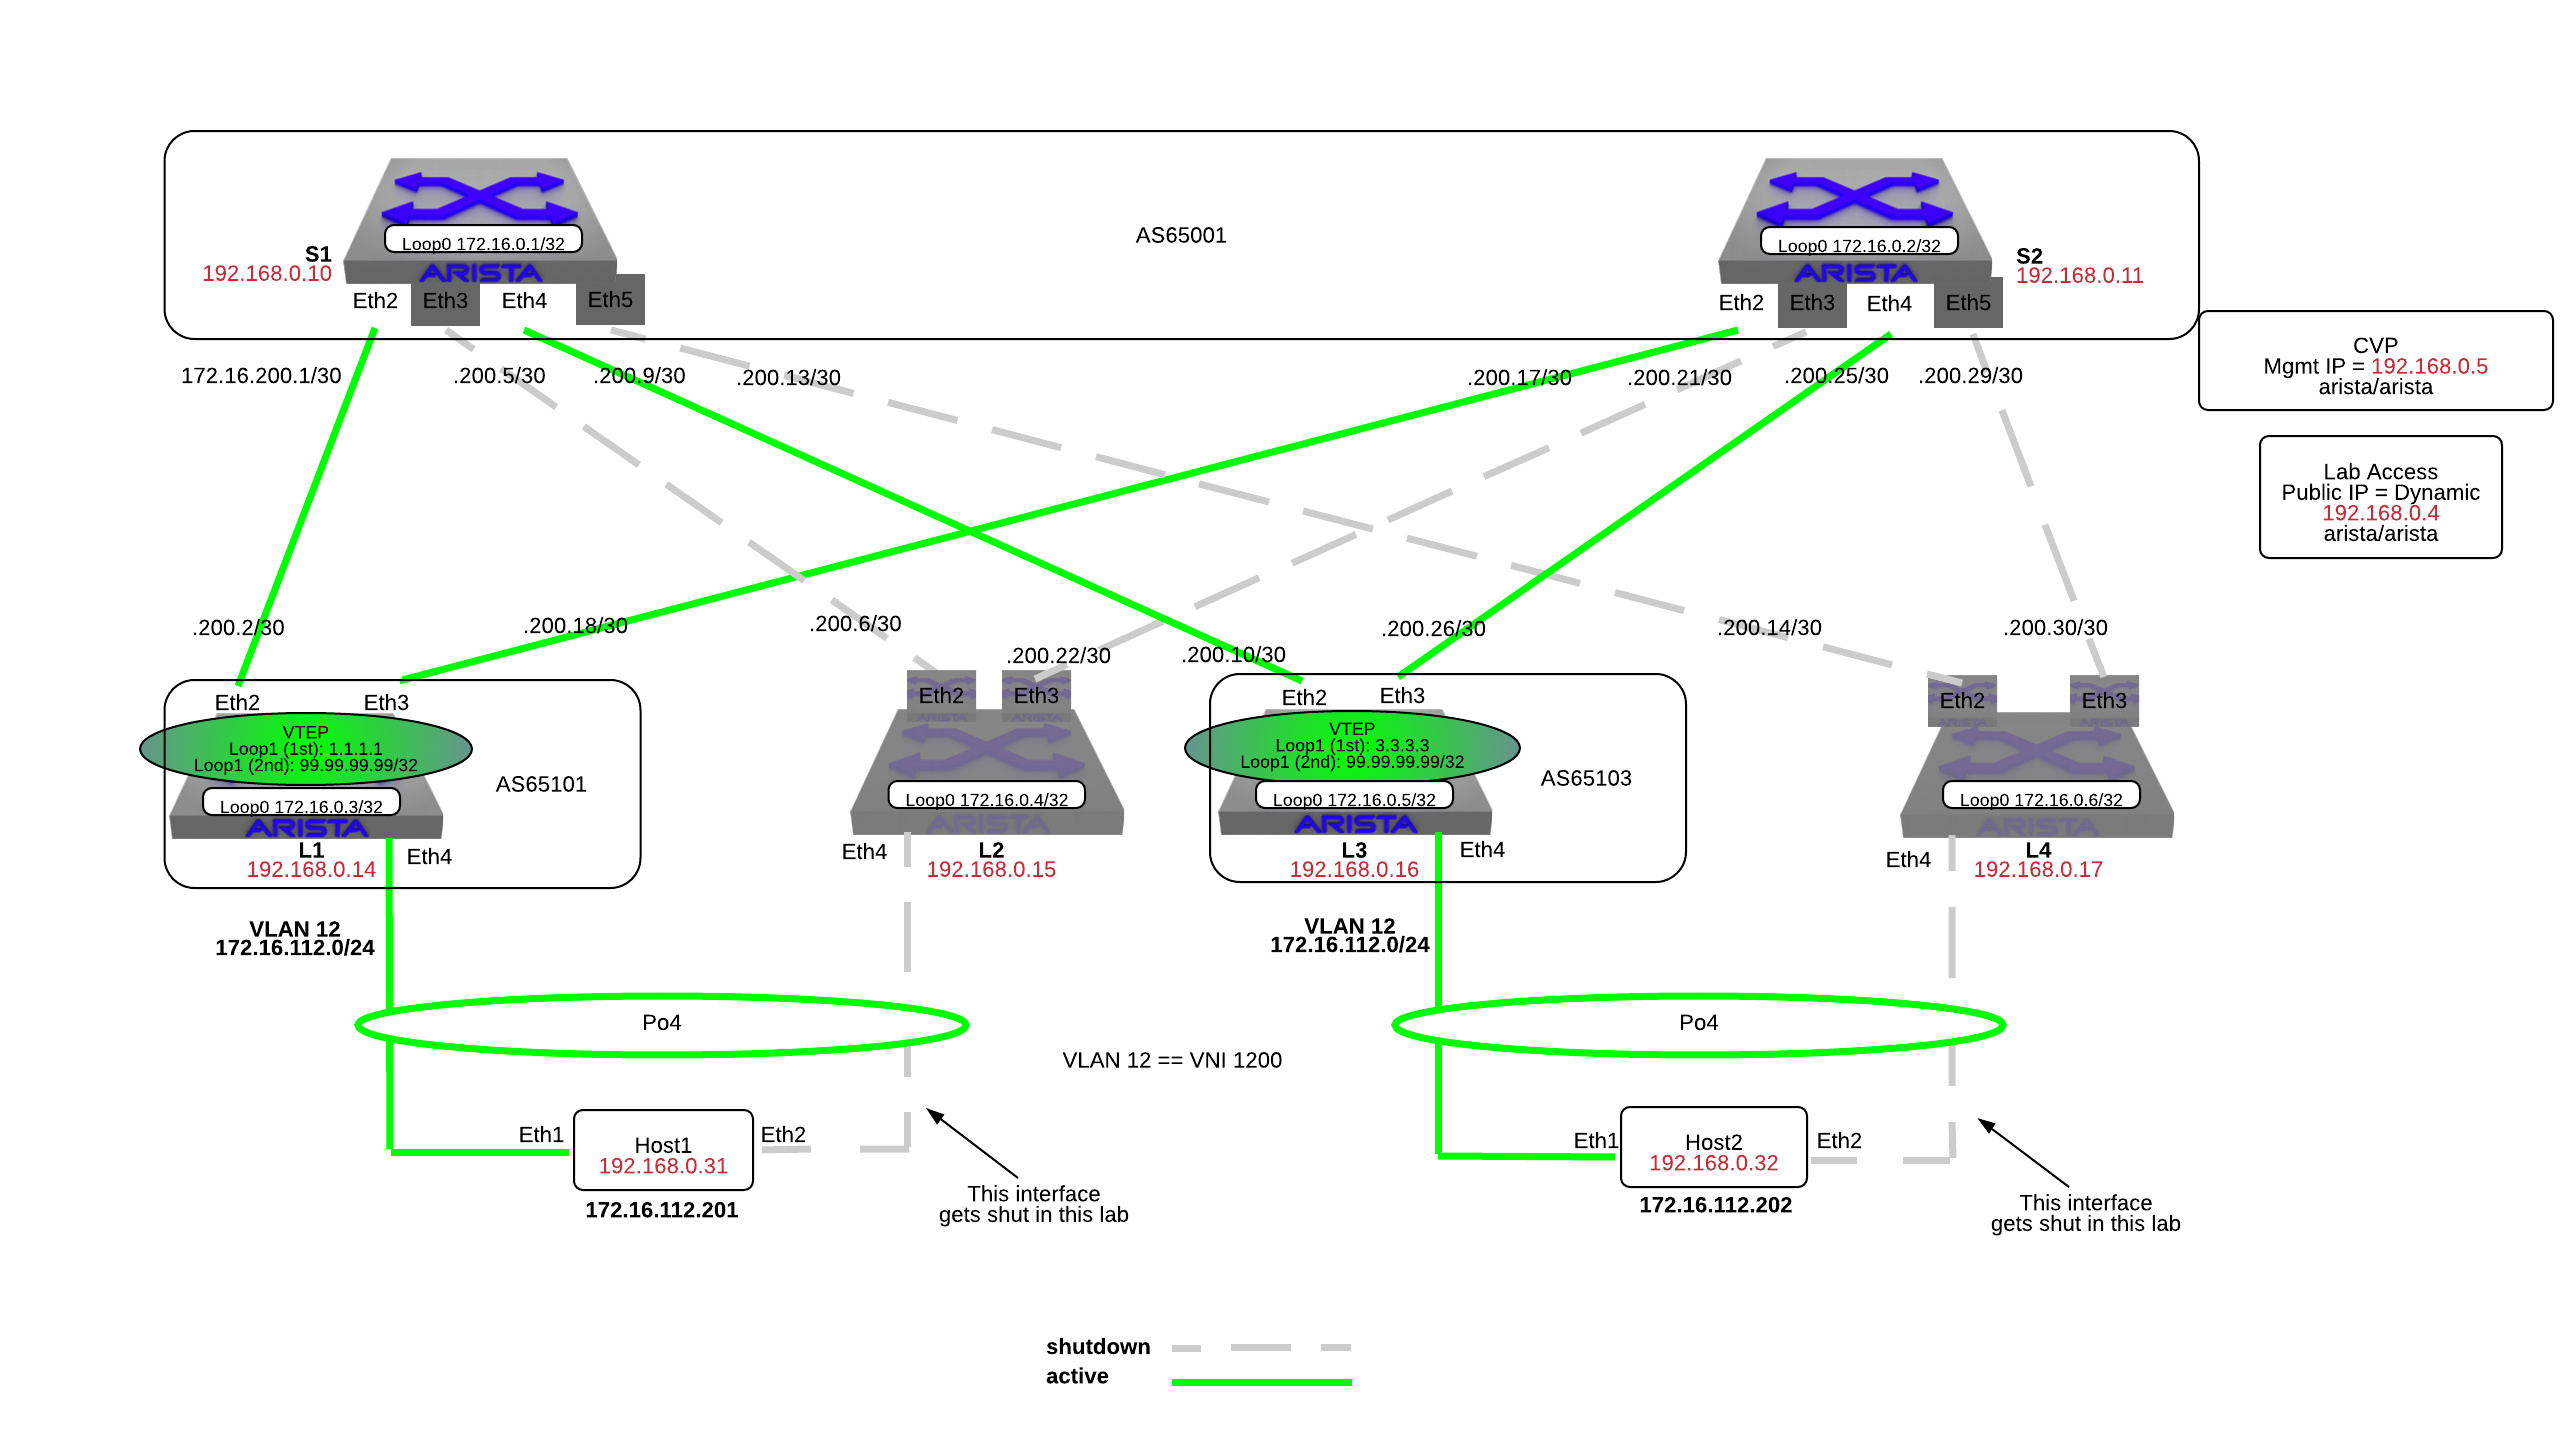 AS65001
Loop0 172.16.0.1/32
ARISTA
S1
192.168.0.10
Eth2
Eth3
Eth4
Eth5
Loop0 172.16.0.2/32
ARISTA
S2
192.168.0.11
Eth2
Eth3
Eth4
Eth5
CVP
Mgmt IP = 192.168.0.5
arista/arista
Lab Access
Public IP = Dynamic
192.168.0.4
arista/arista
172.16.200.1/30
.200.5/30
.200.9/30
.200.13/30
.200.17/30
.200.21/30
.200.25/30
.200.29/30
.200.2/30
.200.18/30
.200.6/30
.200.22/30
.200.10/30
.200.26/30
.200.14/30
.200.30/30
Eth2
Eth3
VTEP
Loop1 (1st): 1.1.1.1
Loop1 (2nd): 99.99.99.99/32
AS65101
Loop0 172.16.0.3/32
ARISTA
L1
192.168.0.14
Eth4
Eth2
Eth3
ARISTA
ARISTA
Loop0 172.16.0.4/32
ARISTA
Eth4
L2
192.168.0.15
Eth2
Eth3
VTEP
Loop1 (1st): 3.3.3.3
Loop1 (2nd): 99.99.99.99/32
AS65103
Loop0 172.16.0.5/32
ARISTA
L3
192.168.0.16
Eth4
Eth2
Eth3
ARISTA
ARISTA
Loop0 172.16.0.6/32
ARISTA
Eth4
L4
192.168.0.17
VLAN 12
172.16.112.0/24
VLAN 12
172.16.112.0/24
Po4
Po4
VLAN 12 == VNI 1200
Eth1
Host1
192.168.0.31
Eth2
172.16.112.201
This interface
gets shut in this lab
Eth1
Host2
192.168.0.32
Eth2
172.16.112.202
This interface
gets shut in this lab
shutdown
active